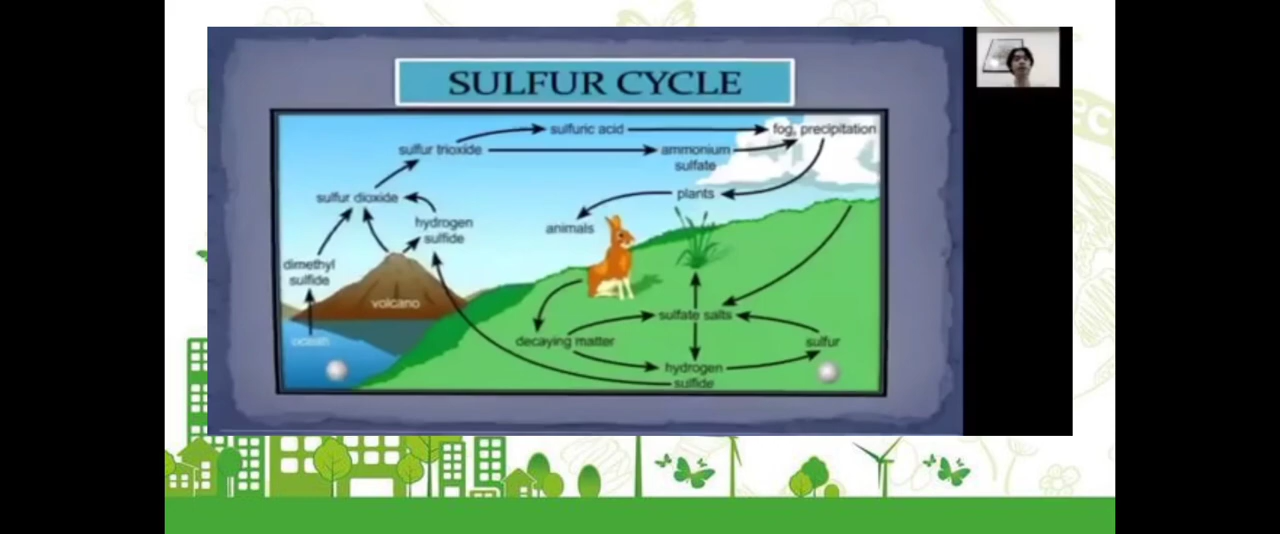 SULFUR CYCLE
sulfuric acid
fog, precipitation
sulfur trioxide
ammonium
sulfate
plants
sulfur dioxide
hydrogen
sulfide
animals
dimethyl
sulfide
volcano
ocean
sulfate salts
decaying matter
sulfur
hydrogen
sulfide